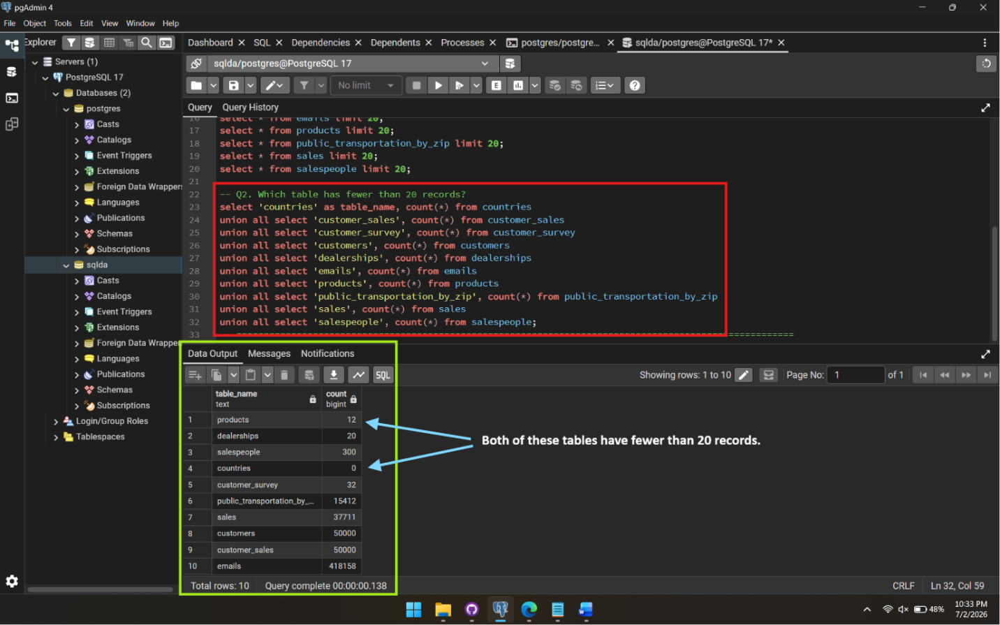 pgAdmin 4
File Object Tools Edit View Window Help
Explorer
Dashboard SQL Dependencies Dependents Processes postgres/postgre... sqlda/postgres@PostgreSQL 17*
Servers (1)
PostgreSQL 17
Databases (2)
postgres
Casts
Catalogs
Event Triggers
Extensions
Foreign Data Wrappers
Languages
Publications
Schemas
Subscriptions
sqlda
Casts
Catalogs
Event Triggers
Extensions
Foreign Data Wrapper
Languages
Publications
Schemas
Subscriptions
Login/Group Roles
Tablespaces
sqlda/postgres@PostgreSQL 17
No limit
Query Query History
16 select * from emails limit 20;
17 select * from products limit 20;
18 select * from public_transportation_by_zip limit 20;
19 select * from sales limit 20;
20 select * from salespeople limit 20;
21
22 -- Q2. Which table has fewer than 20 records?
23 select 'countries' as table_name, count(*) from countries
24 union all select 'customer_sales', count(*) from customer_sales
25 union all select 'customer_survey', count(*) from customer_survey
26 union all select 'customers', count(*) from customers
27 union all select 'dealerships', count(*) from dealerships
28 union all select 'emails', count(*) from emails
29 union all select 'products', count(*) from products
30 union all select 'public_transportation_by_zip', count(*) from public_transportation_by_zip
31 union all select 'sales', count(*) from sales
32 union all select 'salespeople', count(*) from salespeople;
33
Data Output Messages Notifications
SQL
Showing rows: 1 to 10 Page No: 1 of 1
table_name count
text bigint
1 products 12
2 dealerships 20
3 salespeople 300
4 countries 0
5 customer_survey 32
6 public_transportation_by_... 15412
7 sales 37711
8 customers 50000
9 customer_sales 50000
10 emails 418158
Both of these tables have fewer than 20 records.
Total rows: 10 Query complete 00:00:00.138
CRLF Ln 32, Col 59
48%
10:33 PM
7/2/2026